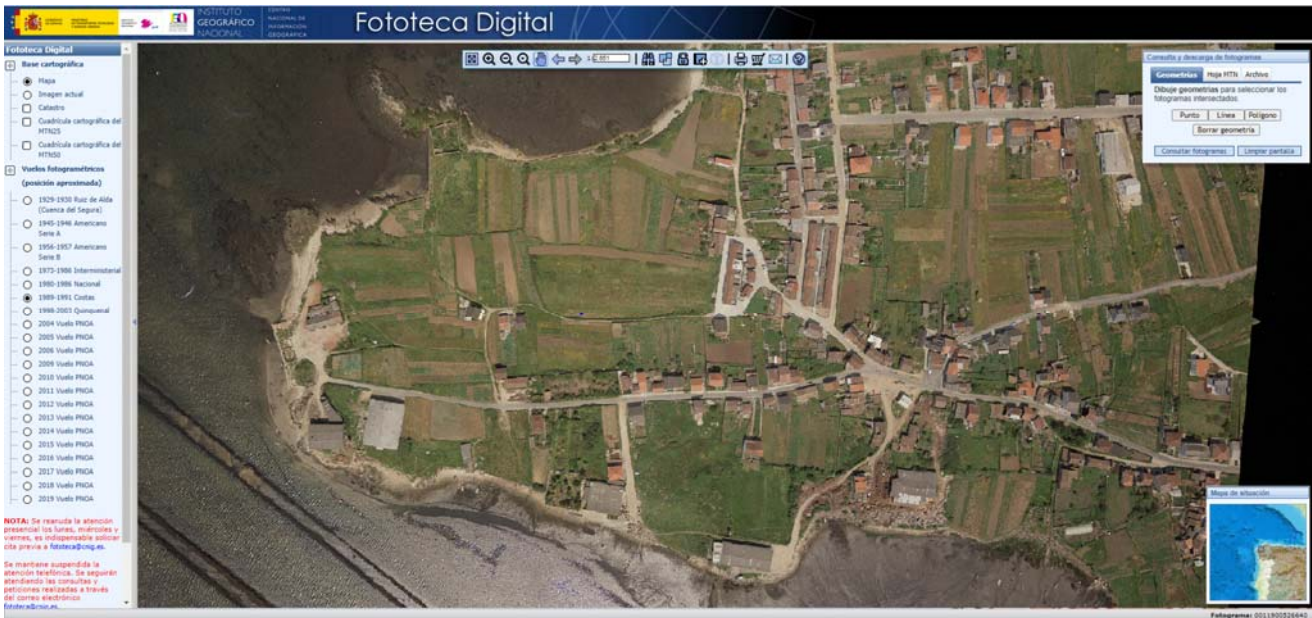 INSTITUTO
GEOGRÁFICO
NACIONAL
CENTRO
NACIONAL DE
INFORMACIÓN
GEOGRÁFICA
Fototeca Digital
Fototeca Digital
Base cartográfica
Mapa
Imagen actual
Catastro
Cuadrícula cartográfica del
MTN25
Cuadrícula cartográfica del
MTN50
Vuelos fotogramétricos
(posición aproximada)
1929-1930 Ruiz de Alda
(Cuenca del Segura)
1945-1946 Americano
Serie A
1956-1957 Americano
Serie B
1973-1986 Interministerial
1980-1986 Nacional
1989-1991 Costas
1998-2003 Quinquenal
2004 Vuelo PNOA
2005 Vuelo PNOA
2006 Vuelo PNOA
2009 Vuelo PNOA
2010 Vuelo PNOA
2011 Vuelo PNOA
2012 Vuelo PNOA
2013 Vuelo PNOA
2014 Vuelo PNOA
2015 Vuelo PNOA
2016 Vuelo PNOA
2017 Vuelo PNOA
2018 Vuelo PNOA
2019 Vuelo PNOA
NOTA: Se reanuda la atención
presencial los lunes, miércoles y
viernes, es indispensable solicitar
cita previa a fototeca@cnig.es.
Se mantiene suspendida la
atención telefónica. Se seguirán
atendiendo las consultas y
peticiones realizadas a través
del correo electrónico
fototeca@cnig.es.
Consulta y descarga de fotogramas
Geometrías Hoja MTN Archivo
Dibuje geometrías para seleccionar los
fotogramas intersectados.
Punto Línea Polígono
Borrar geometría
Consultar fotogramas Limpiar pantalla
Mapa de situación
Fotograma: 0011900526640